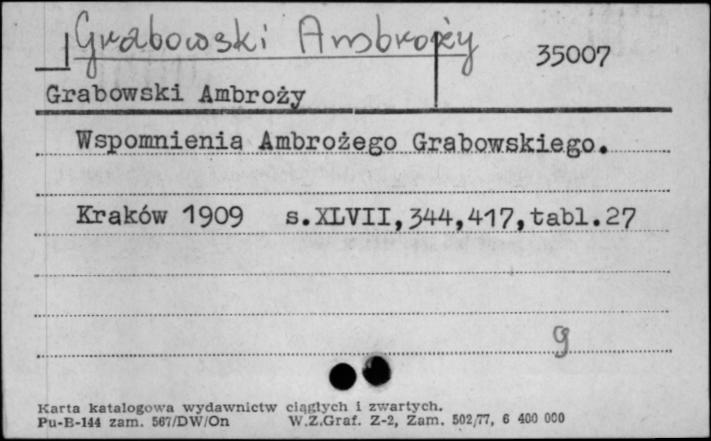 Grabowski Ambroży
35007
Grabowski Ambroży
Wspomnienia Ambrożego Grabowskiego.
Kraków 1909 s.XLVII,344,417,tabl.27
g
Karta katalogowa wydawnictw ciągłych i zwartych.
Pu-B-144 zam. 567/DW/On W.Z.Graf. Z-2, Zam. 502/77, 6 400 000